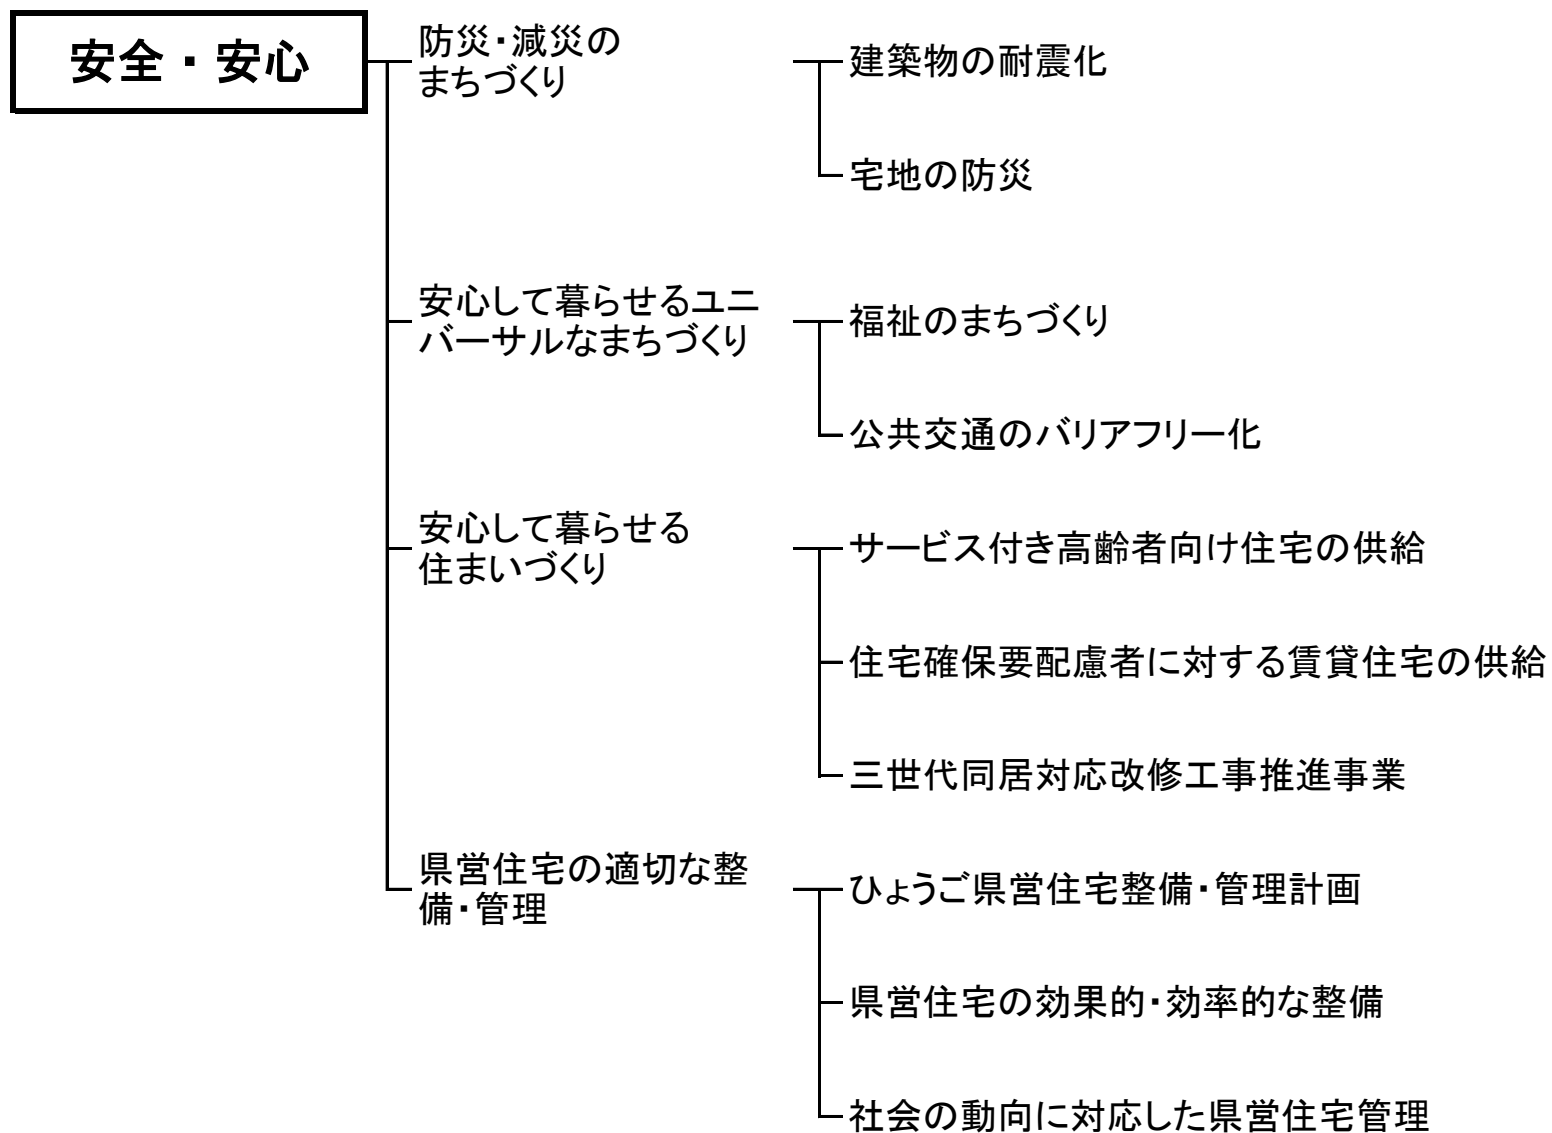 安全・安心
防災・減災の
まちづくり
建築物の耐震化
宅地の防災
安心して暮らせるユニ
バーサルなまちづくり
福祉のまちづくり
公共交通のバリアフリー化
安心して暮らせる
住まいづくり
サービス付き高齢者向け住宅の供給
住宅確保要配慮者に対する賃貸住宅の供給
三世代同居対応改修工事推進事業
県営住宅の適切な整
備・管理
ひょうご県営住宅整備・管理計画
県営住宅の効果的・効率的な整備
社会の動向に対応した県営住宅管理